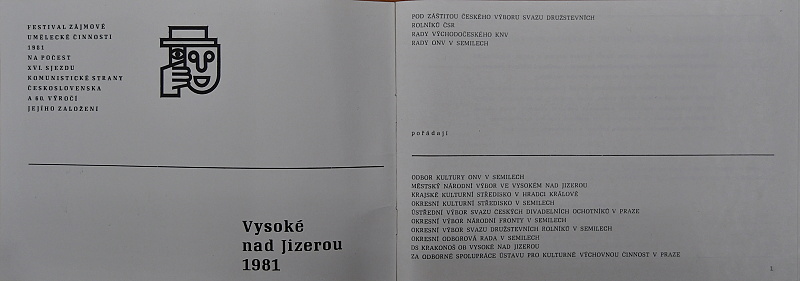 FESTIVAL ZÁJMOVÉ
UMĚLECKÉ ČINNOSTI
1981
NA POČEST
XVI. SJEZDU
KOMUNISTICKÉ STRANY
ČESKOSLOVENSKA
A 60. VÝROČÍ
JEJÍHO ZALOŽENÍ
Vysoké
nad Jizerou
1981
POD ZÁŠTITOU ČESKÉHO VÝBORU SVAZU DRUŽSTEVNÍCH
ROLNÍKŮ ČSR
RADY VÝCHODOČESKÉHO KNV
RADY ONV V SEMILECH
pořádají
ODBOR KULTURY ONV V SEMILECH
MĚSTSKÝ NÁRODNÍ VÝBOR VE VYSOKÉM NAD JIZEROU
KRAJSKÉ KULTURNÍ STŘEDISKO V HRADCI KRÁLOVÉ
OKRESNÍ KULTURNÍ STŘEDISKO V SEMILECH
ÚSTŘEDNÍ VÝBOR SVAZU ČESKÝCH DIVADELNÍCH OCHOTNÍKŮ V PRAZE
OKRESNÍ VÝBOR NÁRODNÍ FRONTY V SEMILECH
OKRESNÍ VÝBOR SVAZU DRUŽSTEVNÍCH ROLNÍKŮ V SEMILECH
OKRESNÍ ODBOROVÁ RADA V SEMILECH
DS KRAKONOŠ OB VYSOKÉ NAD JIZEROU
ZA ODBORNÉ SPOLUPRÁCE ÚSTAVU PRO KULTURNĚ VÝCHOVNOU ČINNOST V PRAZE
1